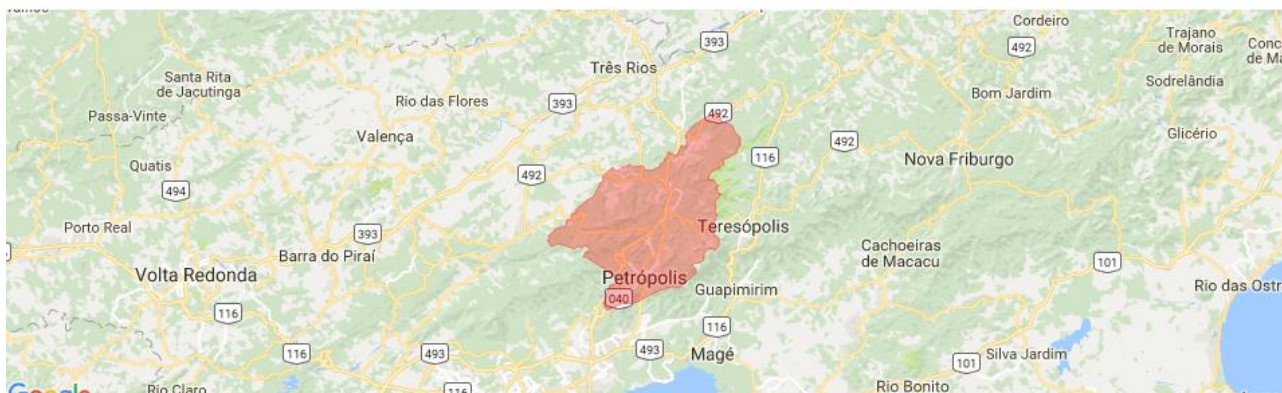 Cordeiro
393
492
Trajano
de Morais
Conc
de Ma
Três Rios
Santa Rita
de Jacutinga
Sodrelândia
Bom Jardim
Rio das Flores
393
492
Passa-Vinte
Valença
492
Glicério
116
Nova Friburgo
Quatis
492
494
Porto Real
Teresópolis
393
Cachoeiras
de Macacu
Barra do Piraí
101
Volta Redonda
Petrópolis
Guapimirim
Rio das Ostr
040
116
116
493
116
493
Magé
Silva Jardim
101
Rio Claro
116
Rio Bonito
Google